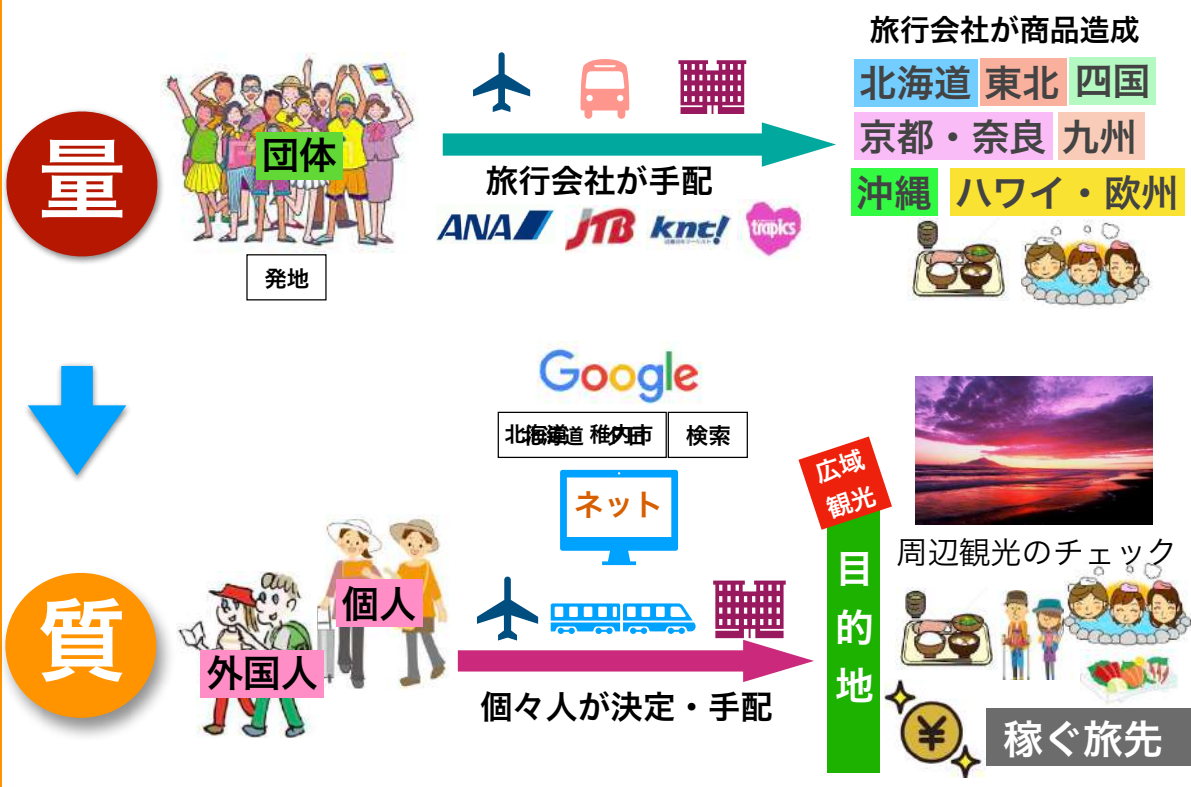 旅行会社が商品造成
北海道 東北 四国
京都・奈良 九州
沖縄 ハワイ・欧州
量
団体
発地
旅行会社が手配
ANA JTB knt! trapics
Google
検索
ネット
広域
観光
目的地
周辺観光のチェック
質
個人
外国人
個々人が決定・手配
稼ぐ旅先